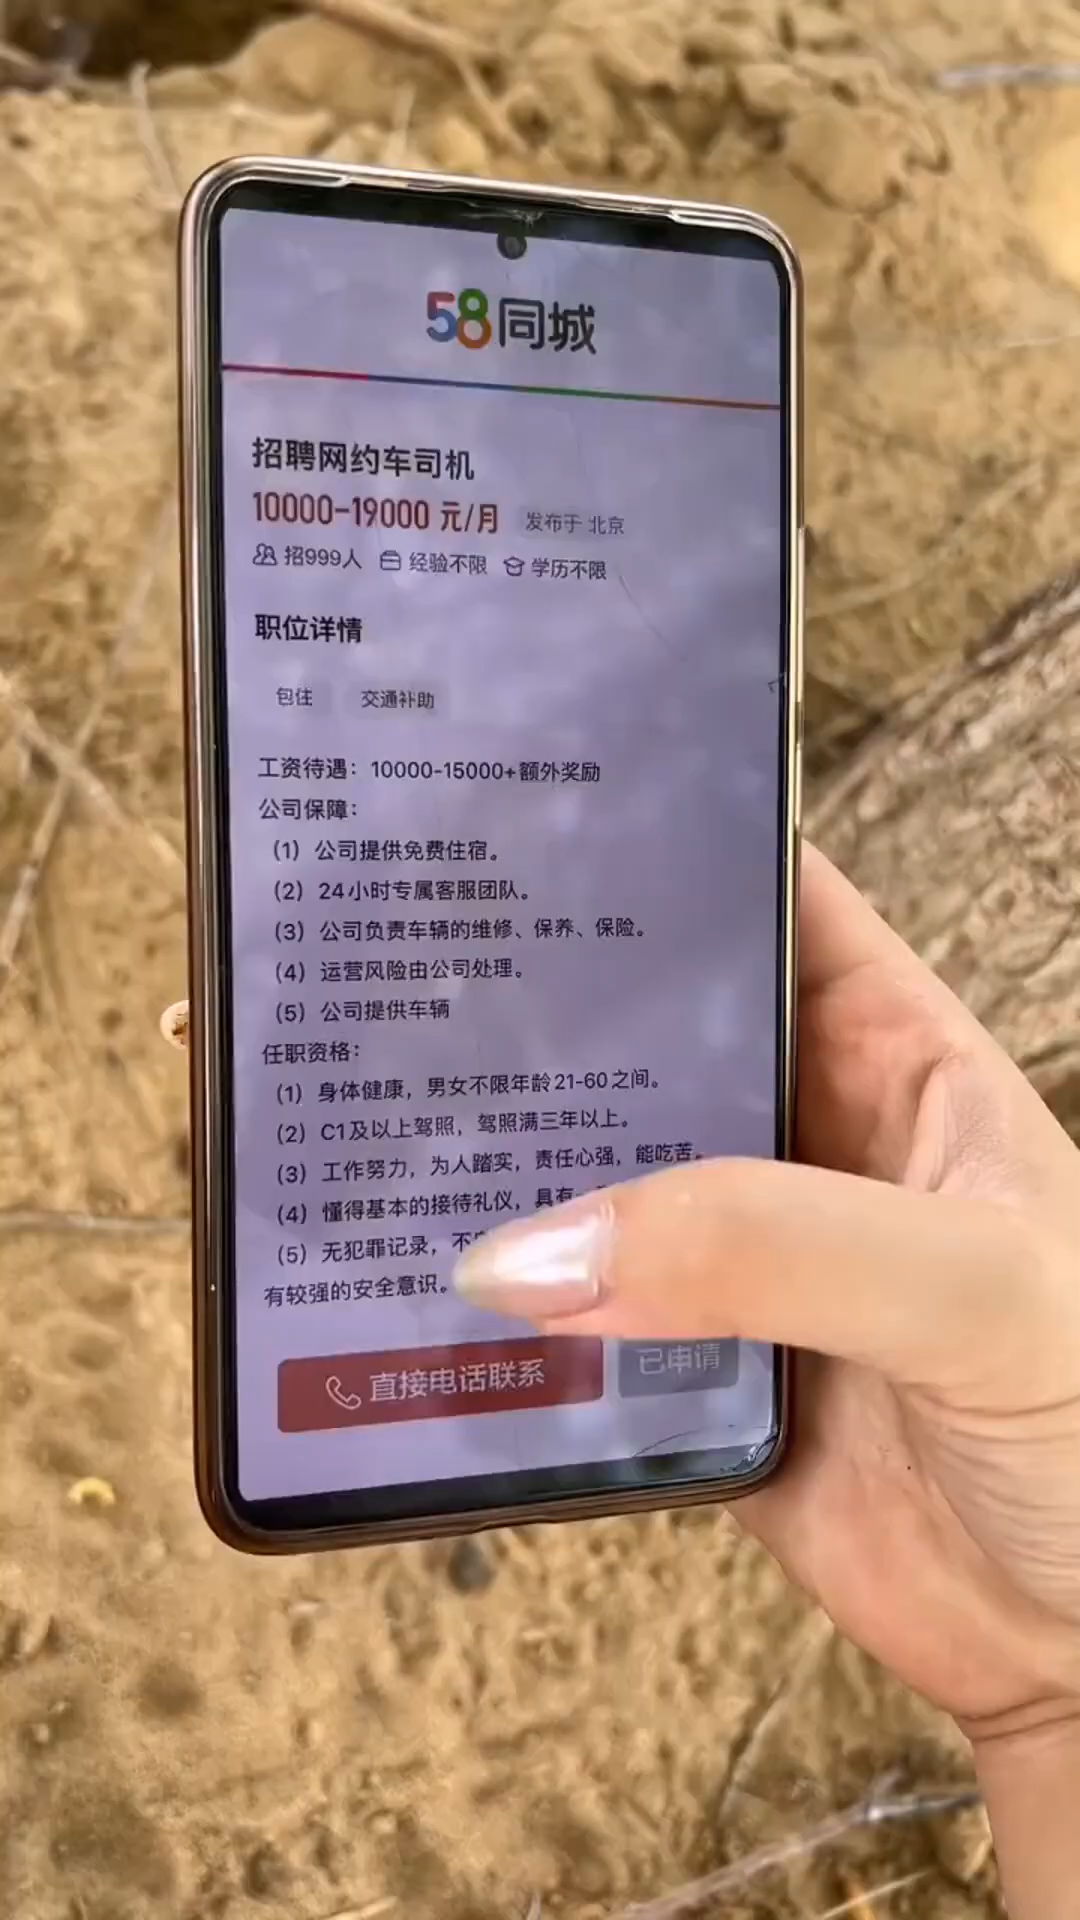 58同城
招聘网约车司机
10000-19000 元/月 发布于 北京
招999人 经验不限 学历不限
职位详情
包住 交通补助
工资待遇：10000-15000+额外奖励
公司保障：
（1）公司提供免费住宿。
（2）24小时专属客服团队。
（3）公司负责车辆的维修、保养、保险。
（4）运营风险由公司处理。
（5）公司提供车辆
任职资格：
（1）身体健康，男女不限年龄21-60之间。
（2）C1及以上驾照，驾照满三年以上。
（3）工作努力，为人踏实，责任心强，能吃苦。
（4）懂得基本的接待礼仪，具有
（5）无犯罪记录，不
有较强的安全意识。
直接电话联系 已申请